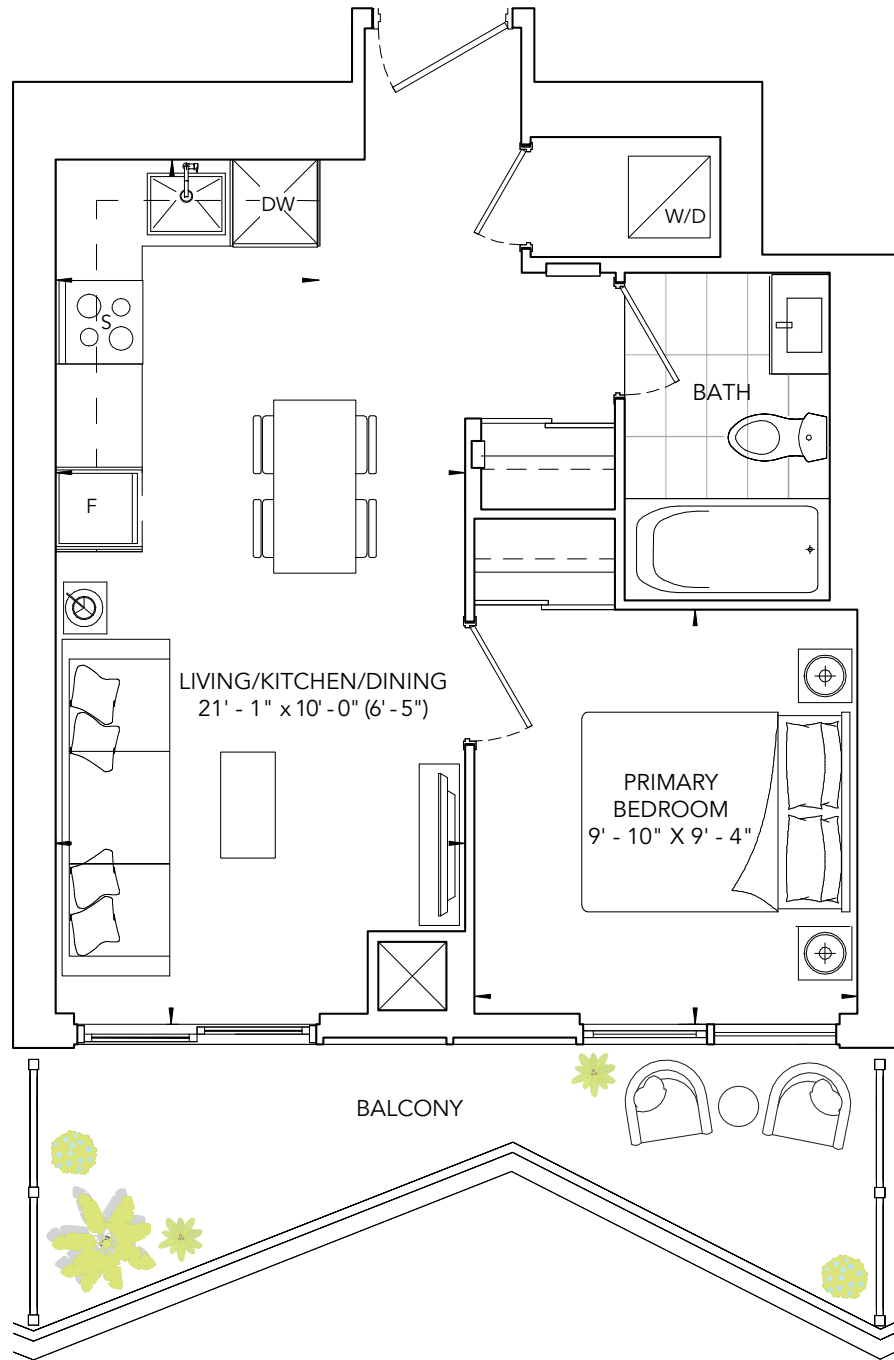 DW
W/D
S
BATH
F
LIVING/KITCHEN/DINING
21' - 1" x 10' - 0" (6' - 5")
PRIMARY
BEDROOM
9' - 10" X 9' - 4"
BALCONY